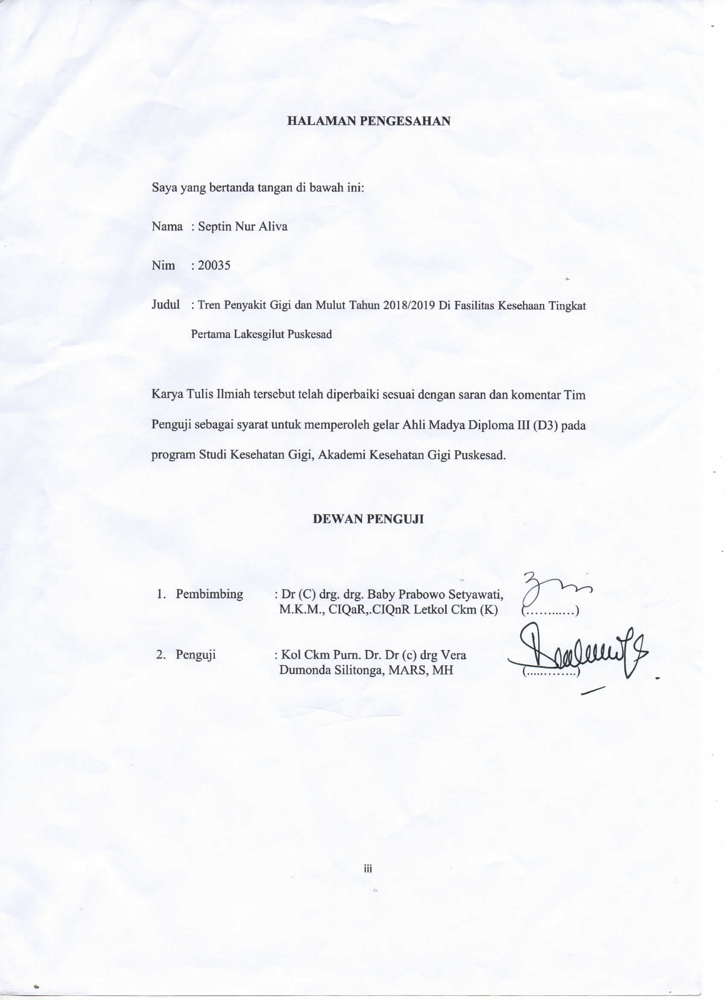 HALAMAN PENGESAHAN
Saya yang bertanda tangan di bawah ini:
Nama : Septin Nur Aliva
Nim : 20035
Judul : Tren Penyakit Gigi dan Mulut Tahun 2018/2019 Di Fasilitas Kesehaan Tingkat
Pertama Lakesgilut Puskesad
Karya Tulis Ilmiah tersebut telah diperbaiki sesuai dengan saran dan komentar Tim
Penguji sebagai syarat untuk memperoleh gelar Ahli Madya Diploma III (D3) pada
program Studi Kesehatan Gigi, Akademi Kesehatan Gigi Puskesad.
DEWAN PENGUJI
1. Pembimbing : Dr (C) drg. drg. Baby Prabowo Setyawati,
M.K.M., CIQaR,.CIQnR Letkol Ckm (K) (............)
2. Penguji : Kol Ckm Purn. Dr. Dr (c) drg Vera
Dumonda Silitonga, MARS, MH (.............)
iii